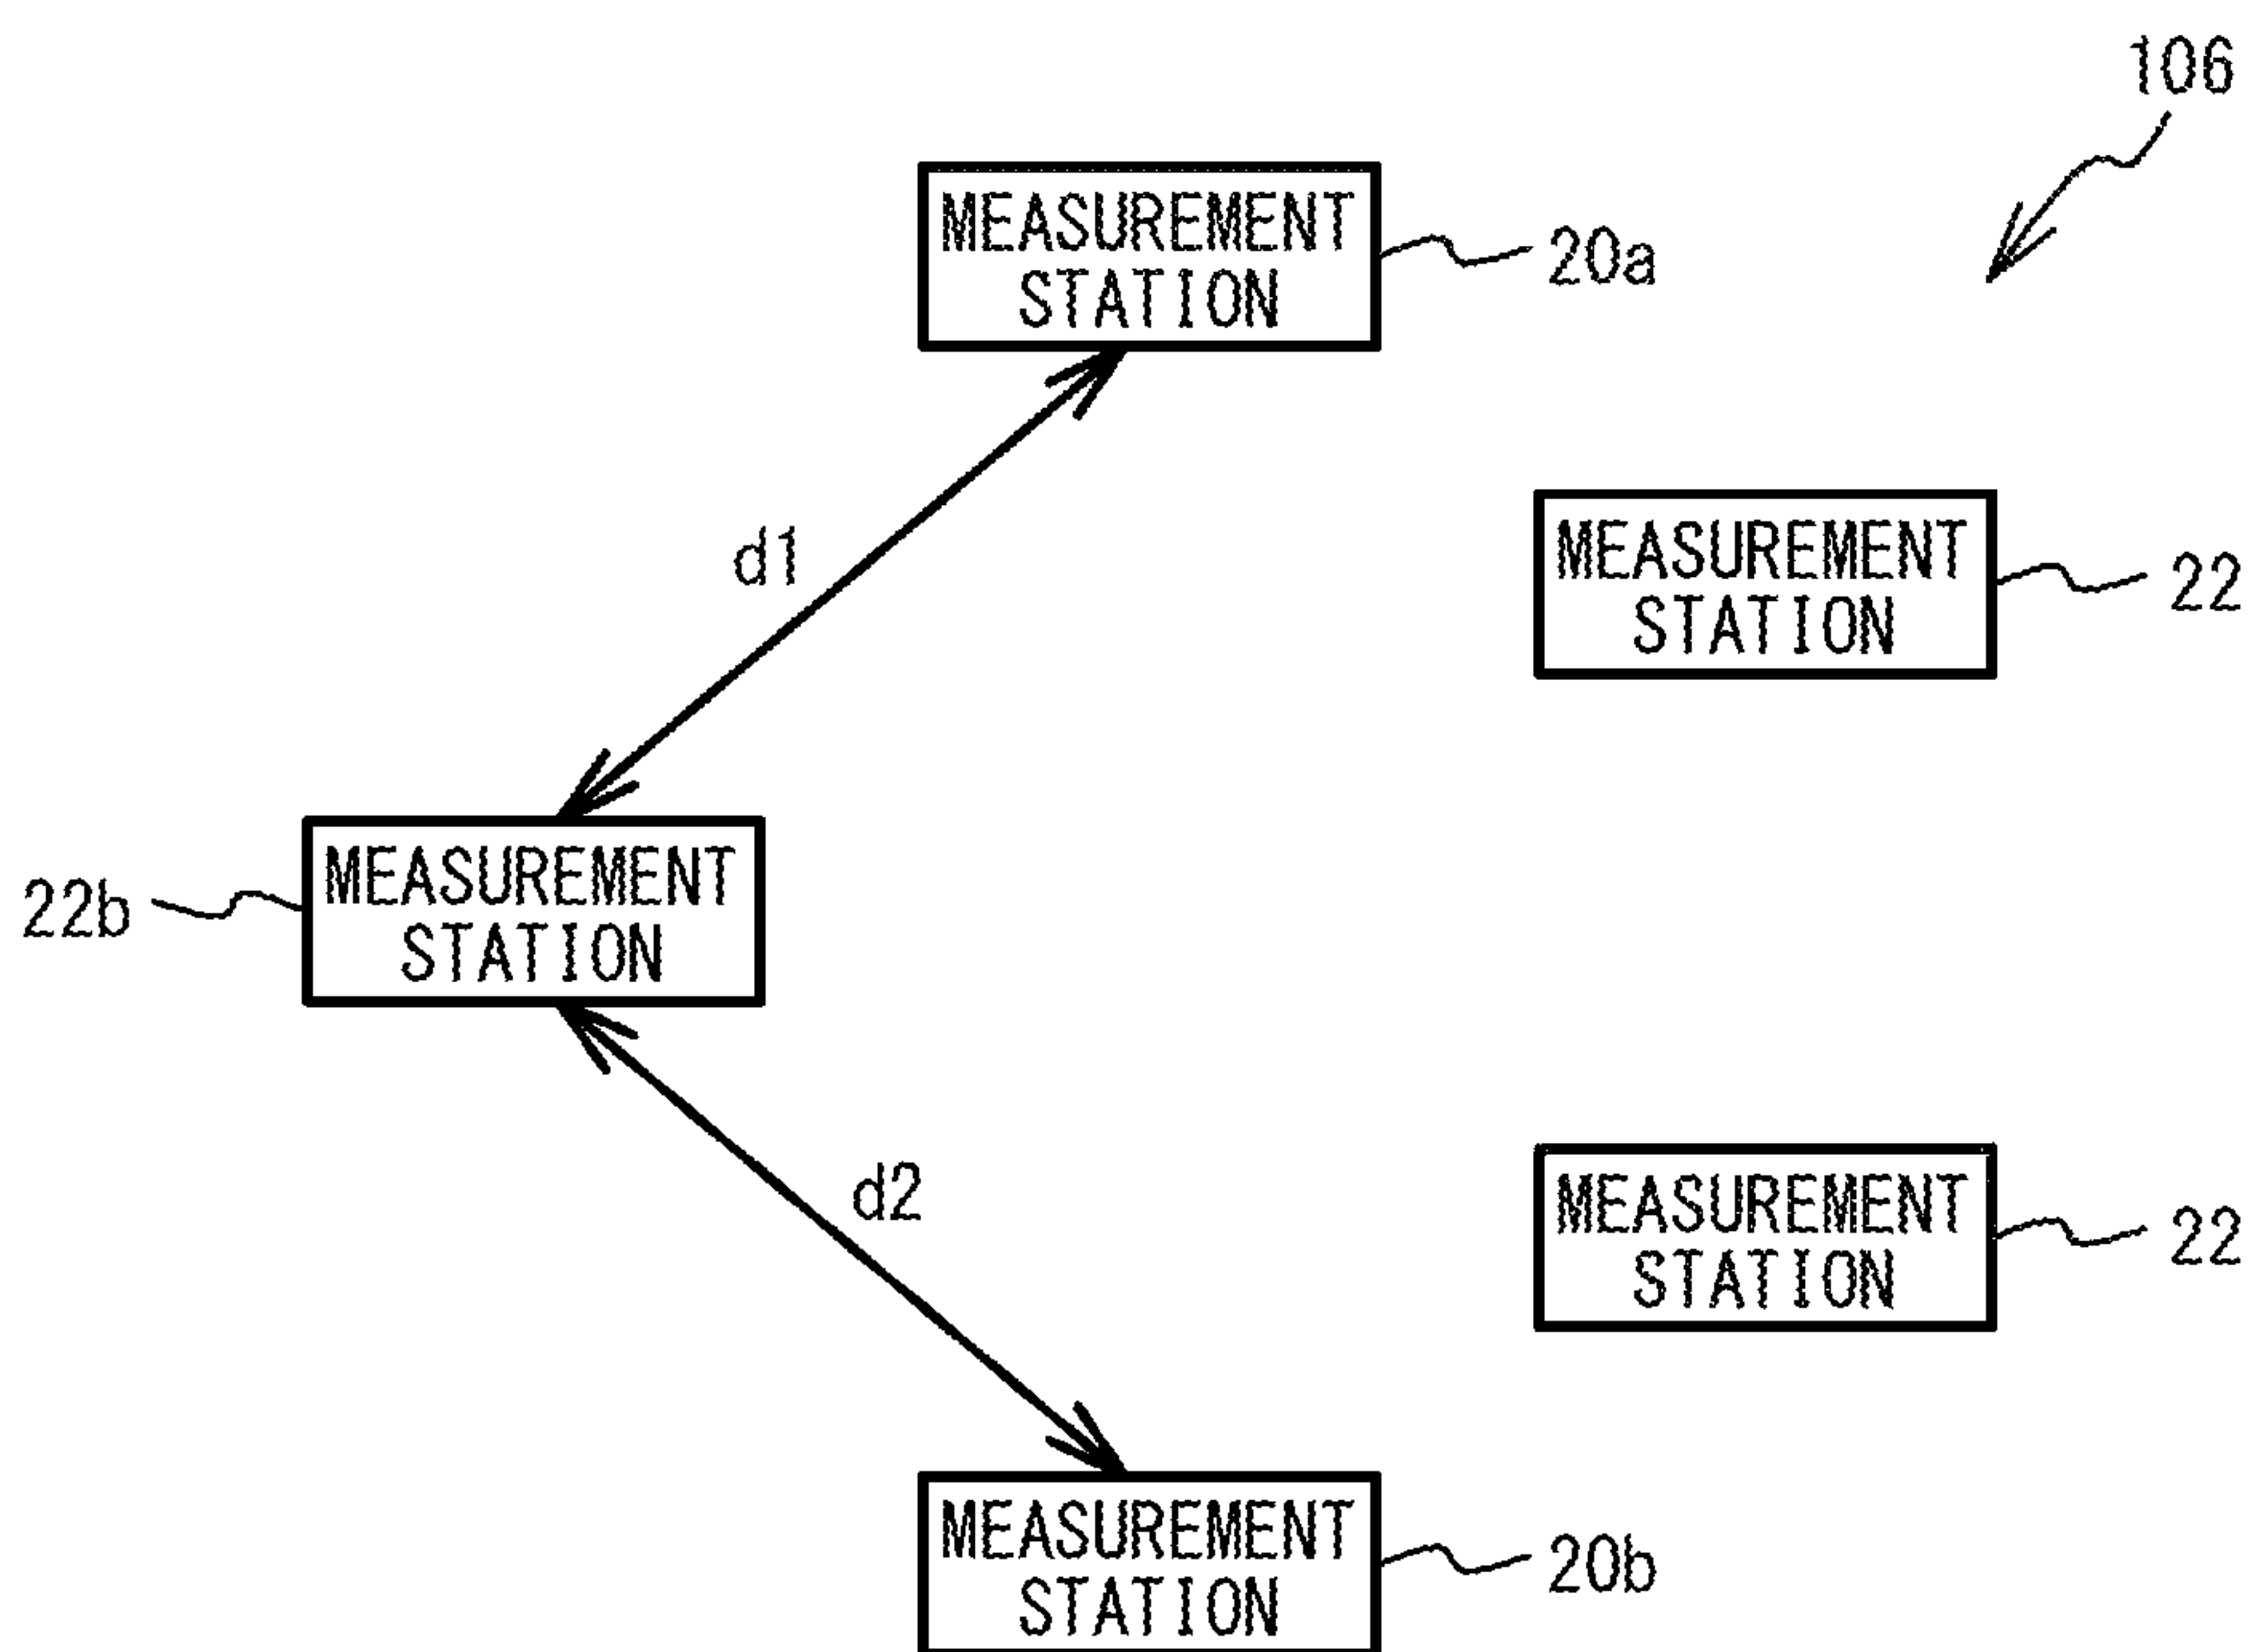 106
MEASUREMENT
STATION
20a
MEASUREMENT
STATION
22
d1
MEASUREMENT
STATION
22b
d2
MEASUREMENT
STATION
22
MEASUREMENT
STATION
20b